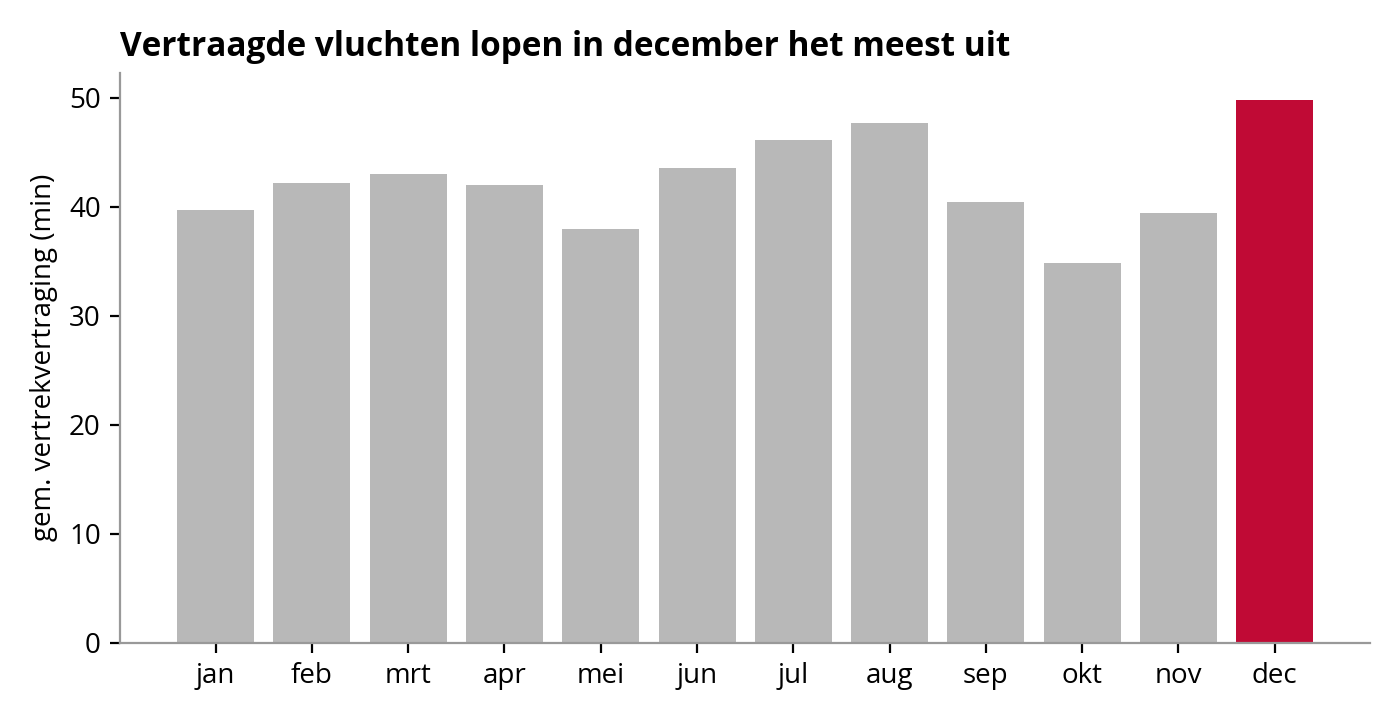 Vertraagde vluchten lopen in december het meest uit
gem. vertrekvertraging (min)
50
40
30
20
10
0
jan feb mrt apr mei jun jul aug sep okt nov dec